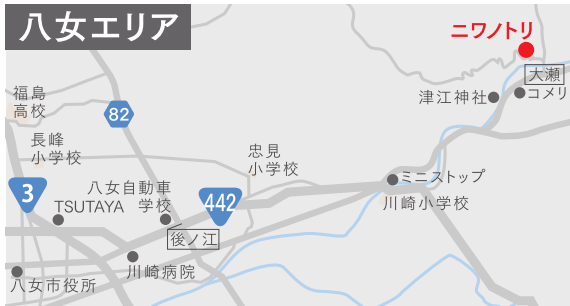 八女エリア
ニワノトリ
大瀬
コメリ
津江神社
福島
高校
82
長峰
小学校
忠見
小学校
3
八女自動車
学校
TSUTAYA
442
ミニストップ
川崎小学校
後ノ江
川崎病院
八女市役所